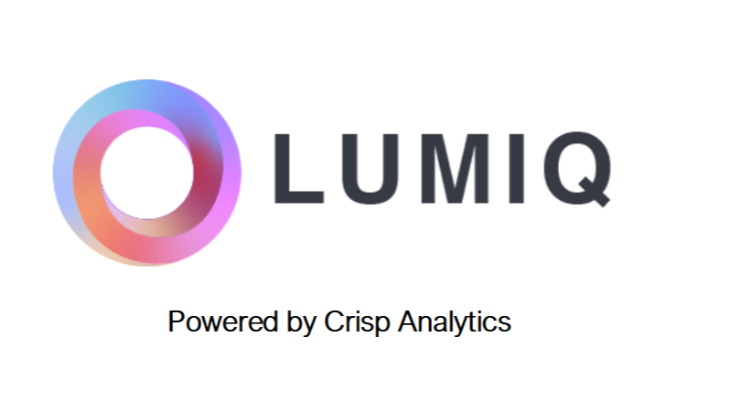 LUMIQ
Powered by Crisp Analytics